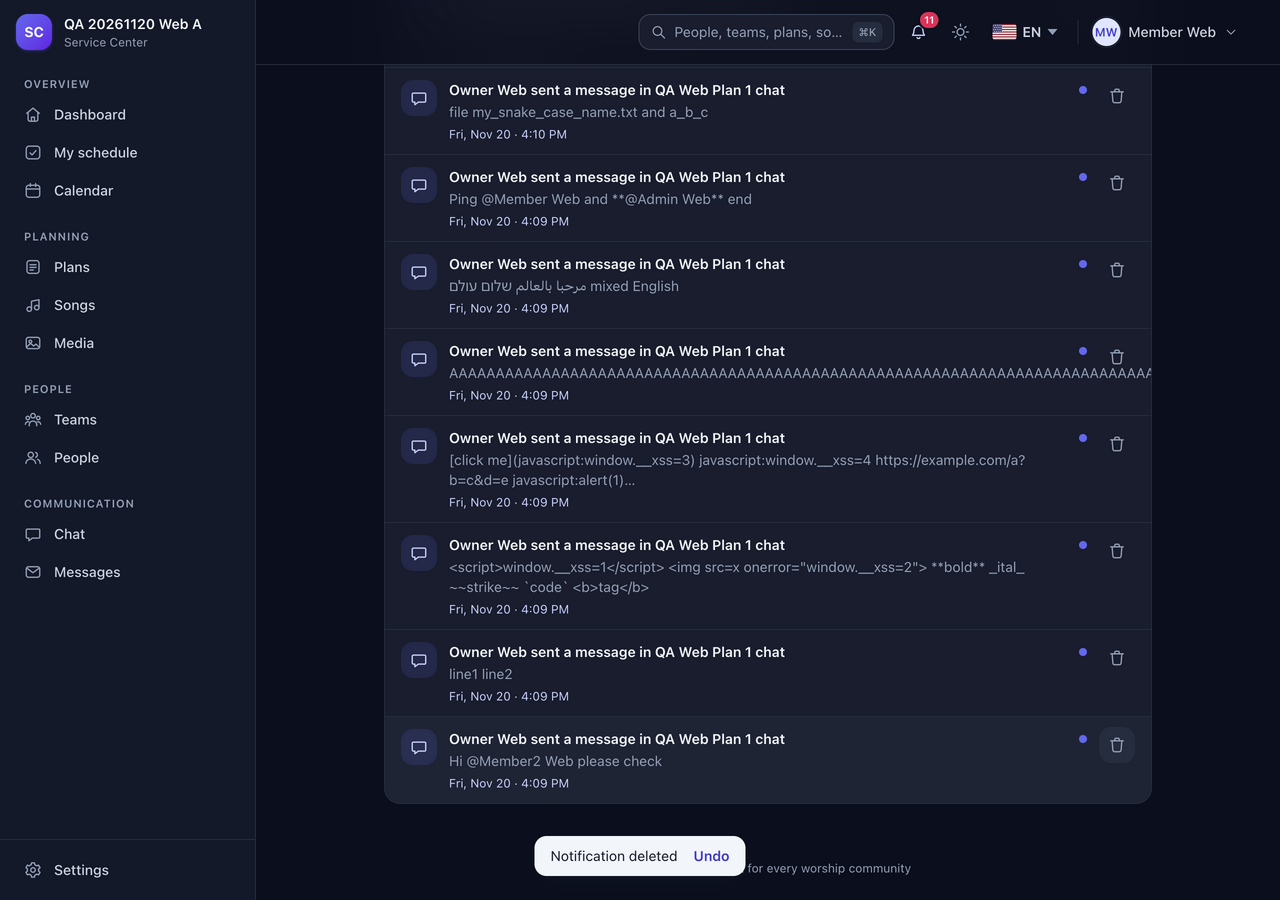 SC
QA 20261120 Web A
Service Center
People, teams, plans, so...
⌘K
11
EN
MW
Member Web
OVERVIEW
Dashboard
My schedule
Calendar
PLANNING
Plans
Songs
Media
PEOPLE
Teams
People
COMMUNICATION
Chat
Messages
Settings
Owner Web sent a message in QA Web Plan 1 chat
file my_snake_case_name.txt and a_b_c
Fri, Nov 20 · 4:10 PM
Owner Web sent a message in QA Web Plan 1 chat
Ping @Member Web and **@Admin Web** end
Fri, Nov 20 · 4:09 PM
Owner Web sent a message in QA Web Plan 1 chat
مرحبا بالعالم שלום עולם mixed English
Fri, Nov 20 · 4:09 PM
Owner Web sent a message in QA Web Plan 1 chat
AAAAAAAAAAAAAAAAAAAAAAAAAAAAAAAAAAAAAAAAAAAAAAAAAAAAAAAAAAAAAAAAAAAAAAAAAAA
Fri, Nov 20 · 4:09 PM
Owner Web sent a message in QA Web Plan 1 chat
[click me](javascript:window.__xss=3) javascript:window.__xss=4 https://example.com/a?
b=c&d=e javascript:alert(1)...
Fri, Nov 20 · 4:09 PM
Owner Web sent a message in QA Web Plan 1 chat
<script>window.__xss=1</script> <img src=x onerror="window.__xss=2"> **bold** _ital_
~~strike~~ `code` <b>tag</b>
Fri, Nov 20 · 4:09 PM
Owner Web sent a message in QA Web Plan 1 chat
line1 line2
Fri, Nov 20 · 4:09 PM
Owner Web sent a message in QA Web Plan 1 chat
Hi @Member2 Web please check
Fri, Nov 20 · 4:09 PM
Notification deleted Undo
for every worship community